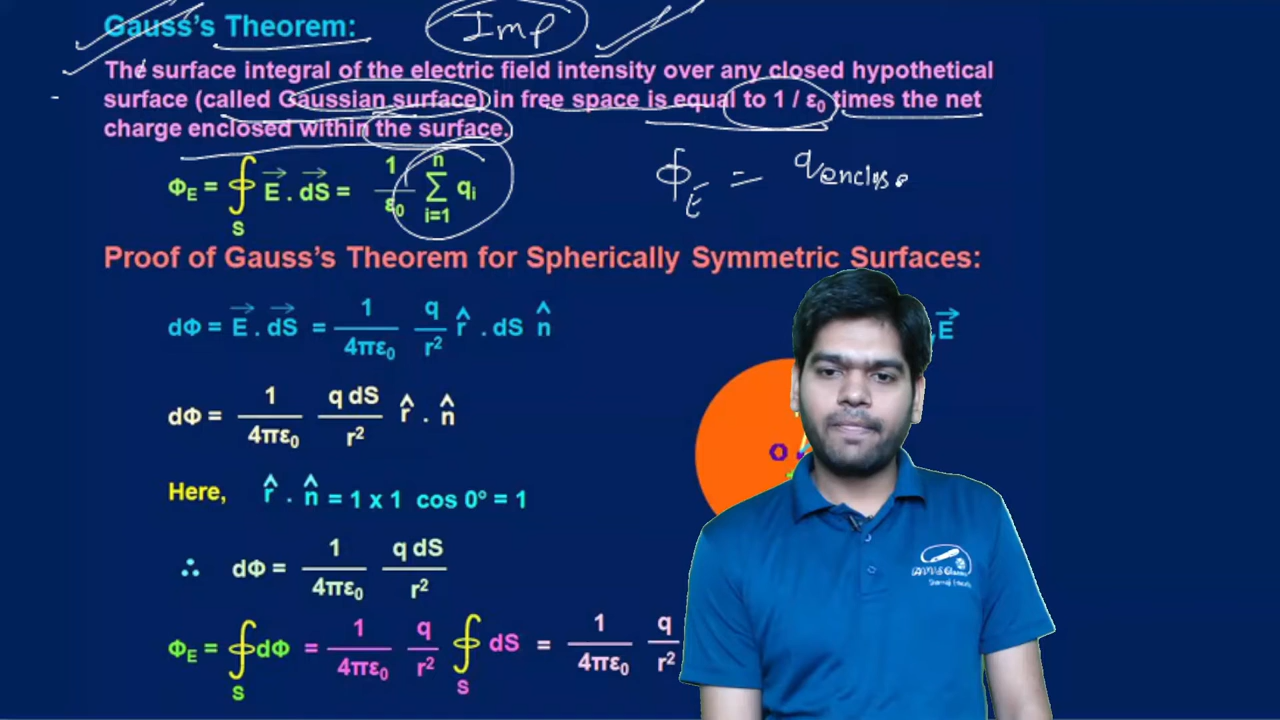 Gauss's Theorem: Imp
The surface integral of the electric field intensity over any closed hypothetical
surface (called Gaussian surface) in free space is equal to 1 / ε₀ times the net
charge enclosed within the surface.
Φ_E = ∮_S E⃗ . dS⃗ = 1/ε₀ Σ_{i=1}^{n} qᵢ
ϕ_E = q enclose
Proof of Gauss's Theorem for Spherically Symmetric Surfaces:
dΦ = E⃗ . dS⃗ = 1/4πε₀ q/r² r̂ . dS n̂
E⃗
dΦ = 1/4πε₀ q dS/r² r̂ . n̂
O
Here, r̂ . n̂ = 1 x 1 cos 0° = 1
∴ dΦ = 1/4πε₀ q dS/r²
Φ_E = ∮_S dΦ = 1/4πε₀ q/r² ∮_S dS = 1/4πε₀ q/r²